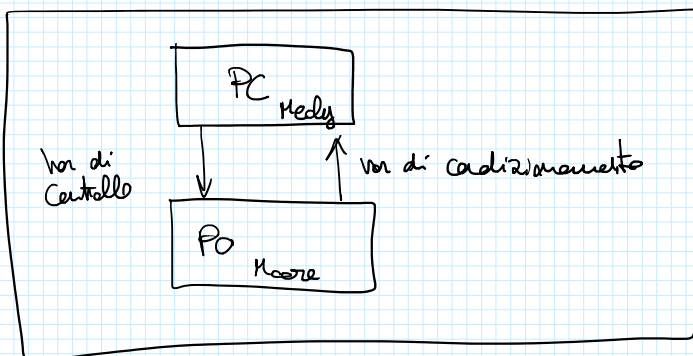 PC
Mealy
Var di
Controllo
var di condizionamento
PO
Moore